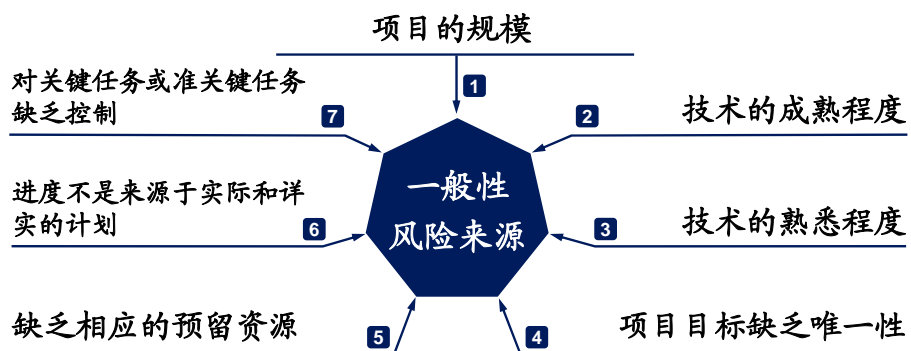 项目的规模
1
对关键任务或准关键任务
缺乏控制
7
2
技术的成熟程度
一般性
风险来源
进度不是来源于实际和详
实的计划
6
3
技术的熟悉程度
缺乏相应的预留资源
5
4
项目目标缺乏唯一性